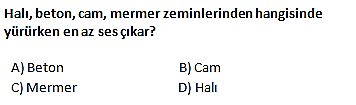 Halı, beton, cam, mermer zeminlerinden hangisinde
yürürken en az ses çıkar?
A) Beton B) Cam
C) Mermer D) Halı